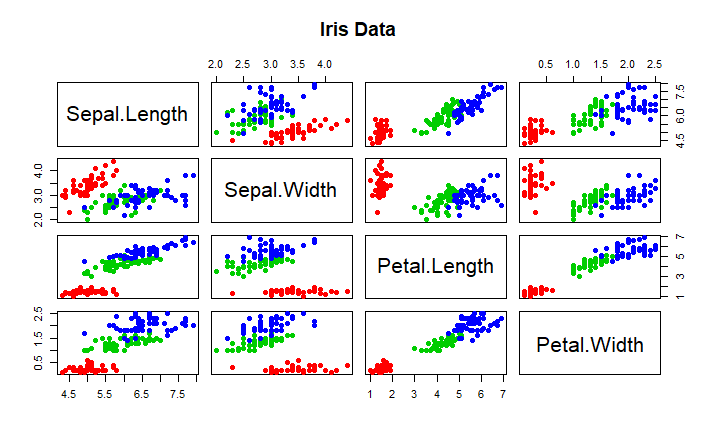 Iris Data
2.0 3.0 3.5 4.0
0.5 1.0 1.5 2.0 2.5
Sepal.Length
4.5 6.0 7.5
2.0 3.0 4.0
Sepal.Width
Petal.Length
1 3 5 7
0.5 1.5 2.5
Petal.Width
4.5 5.5 6.5 7.5
1 2 3 4 5 6 7